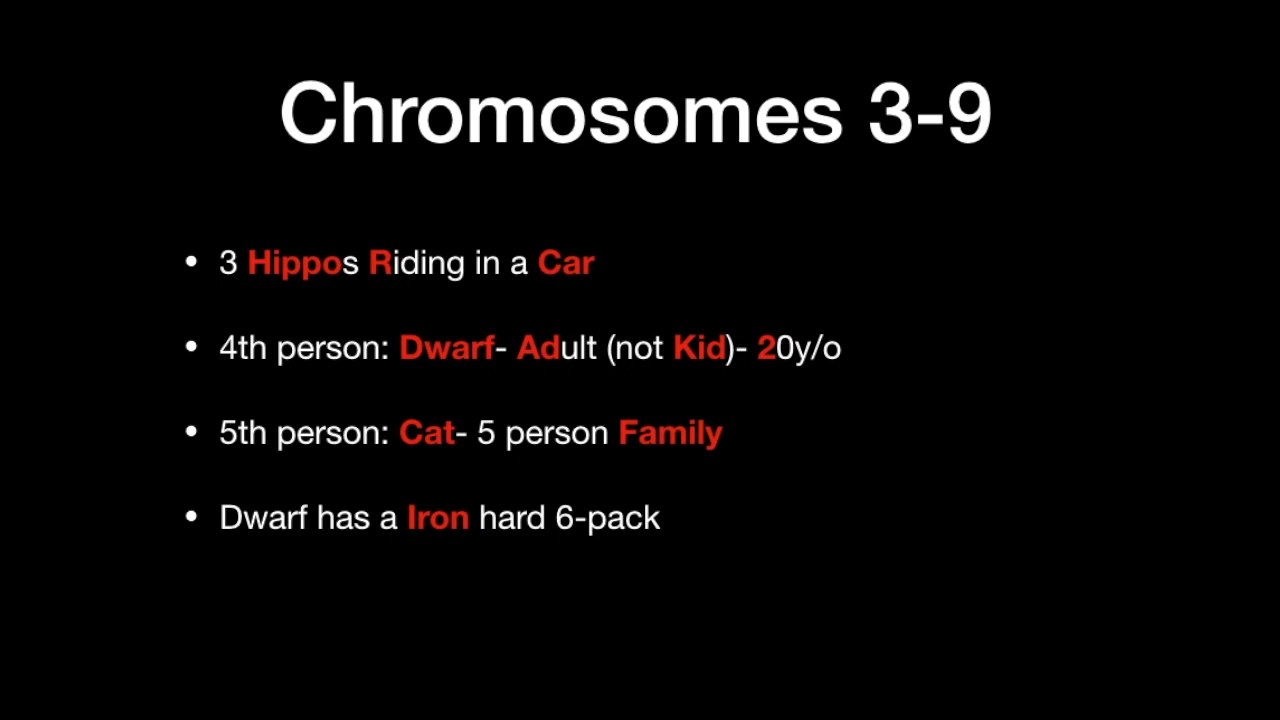 Chromosomes 3-9
• 3 Hippos Riding in a Car
• 4th person: Dwarf- Adult (not Kid)- 20y/o
• 5th person: Cat- 5 person Family
• Dwarf has a Iron hard 6-pack